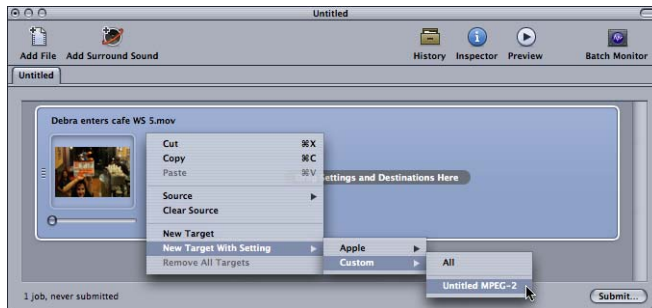 Untitled
Add File Add Surround Sound History Inspector Preview Batch Monitor
Untitled
Debra enters cafe WS 5.mov
Cut ⌘X
Copy ⌘C
Paste ⌘V
Settings and Destinations Here
Source
Clear Source
New Target
New Target With Setting Apple
Remove All Targets Custom All
Untitled MPEG-2
1 job, never submitted Submit...